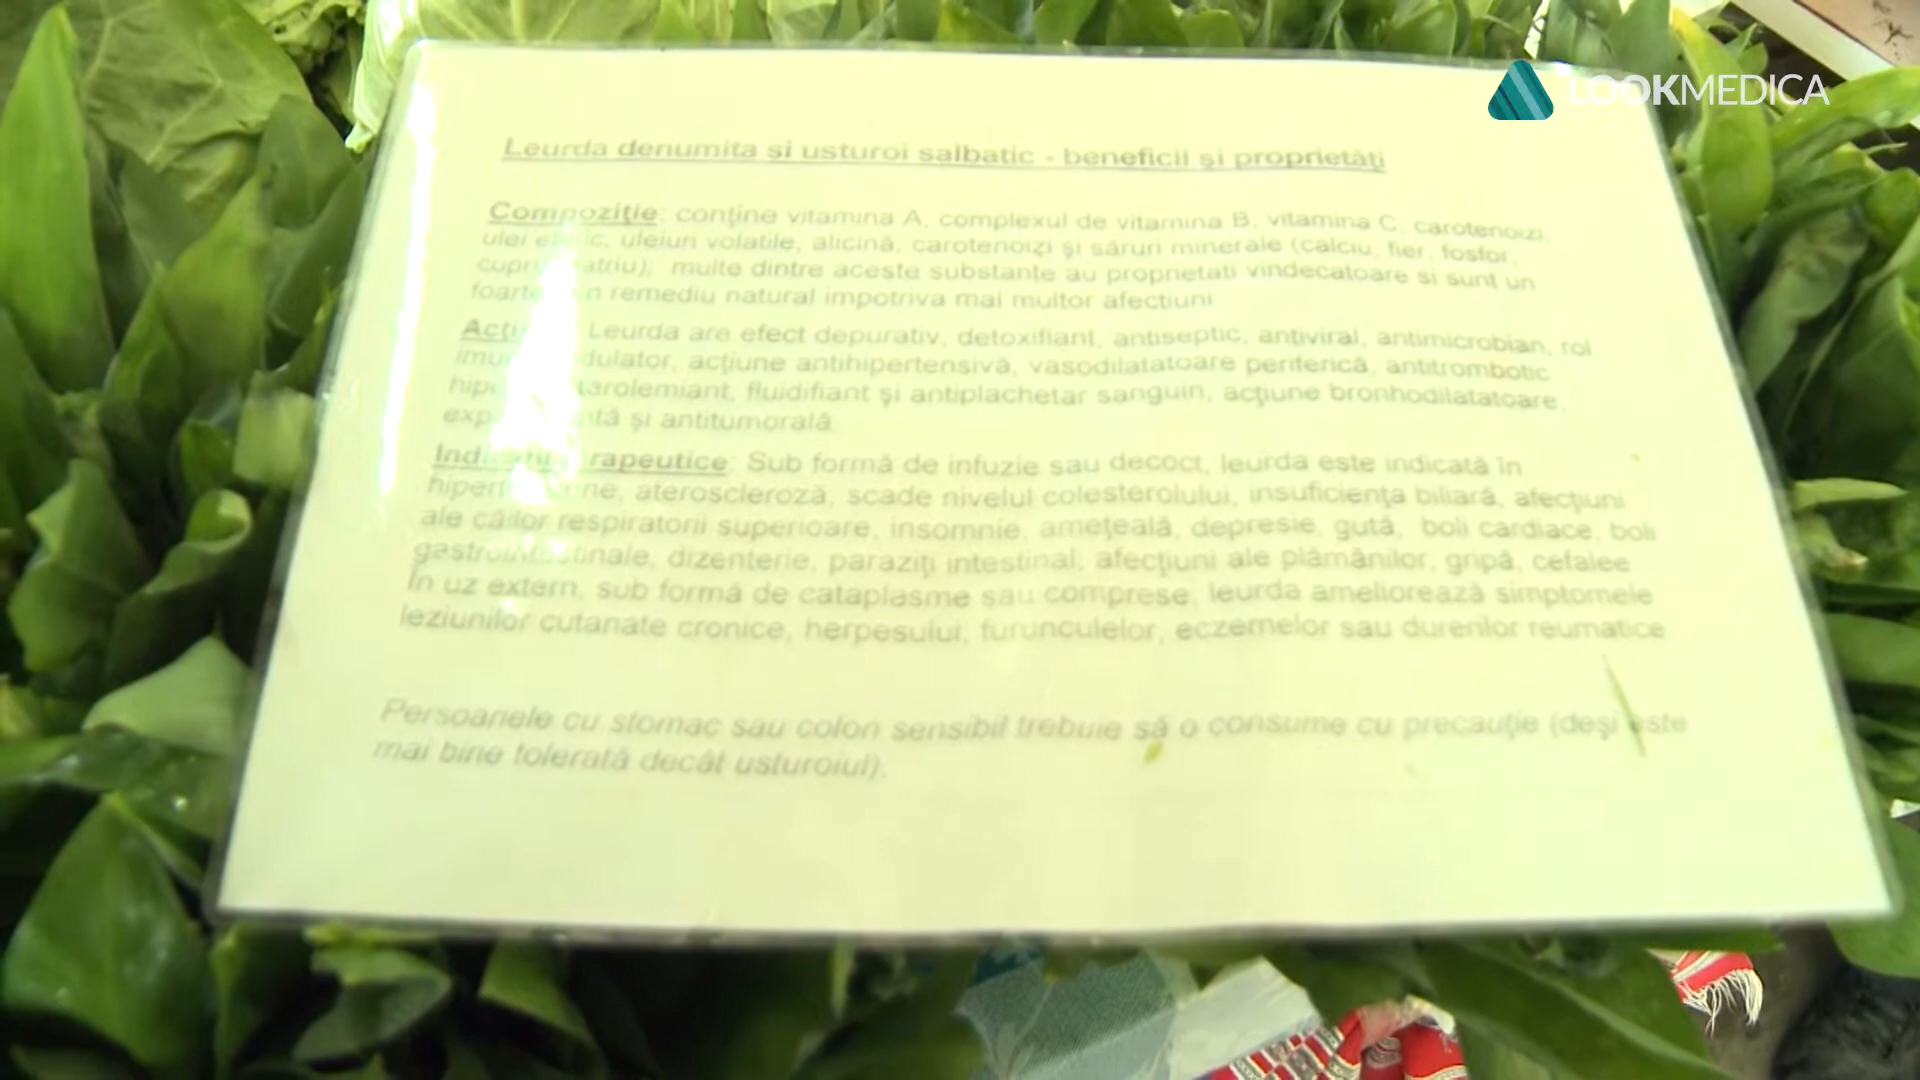 LOOKMEDICA
Leurda denumita si usturoi salbatic - beneficii şi proprietăţi
Compoziţie: conţine vitamina A, complexul de vitamina B, vitamina C, carotenoizi,
ulei uleiuri volatile, alicină, carotenoizi şi săruri minerale (calciu, fier, fosfor,
multe dintre aceste substante au proprietati vindecatoare si sunt un
remediu natural impotriva mai multor afectiuni
Leurda are efect depurativ, detoxifiant, antiseptic, antiviral, antimicrobian, rol
acţiune antihipertensivă, vasodilatatoare periferică, antitrombotic
fluidifiant şi antiplachetar sanguin, acţiune bronhodilatatoare,
şi antitumorală
Sub formă de infuzie sau decoct, leurda este indicată în
ateroscleroză, scade nivelul colesterolului, insuficienţa biliară, afecţiuni
ale căilor respiratorii superioare, insomnie, ameţeală, depresie, gută, boli cardiace, boli
gastrointestinale, dizenterie, paraziţi intestinal, afecţiuni ale plămânilor, gripă, cefalee
În uz extern, sub formă de cataplasme sau comprese, leurda ameliorează simptomele
leziunilor cutanate cronice, herpesului, furunculelor, eczemelor sau durerilor reumatice
Persoanele cu stomac sau colon sensibil trebuie să o consume cu precauţie (deşi este
mai bine tolerată decât usturoiul).